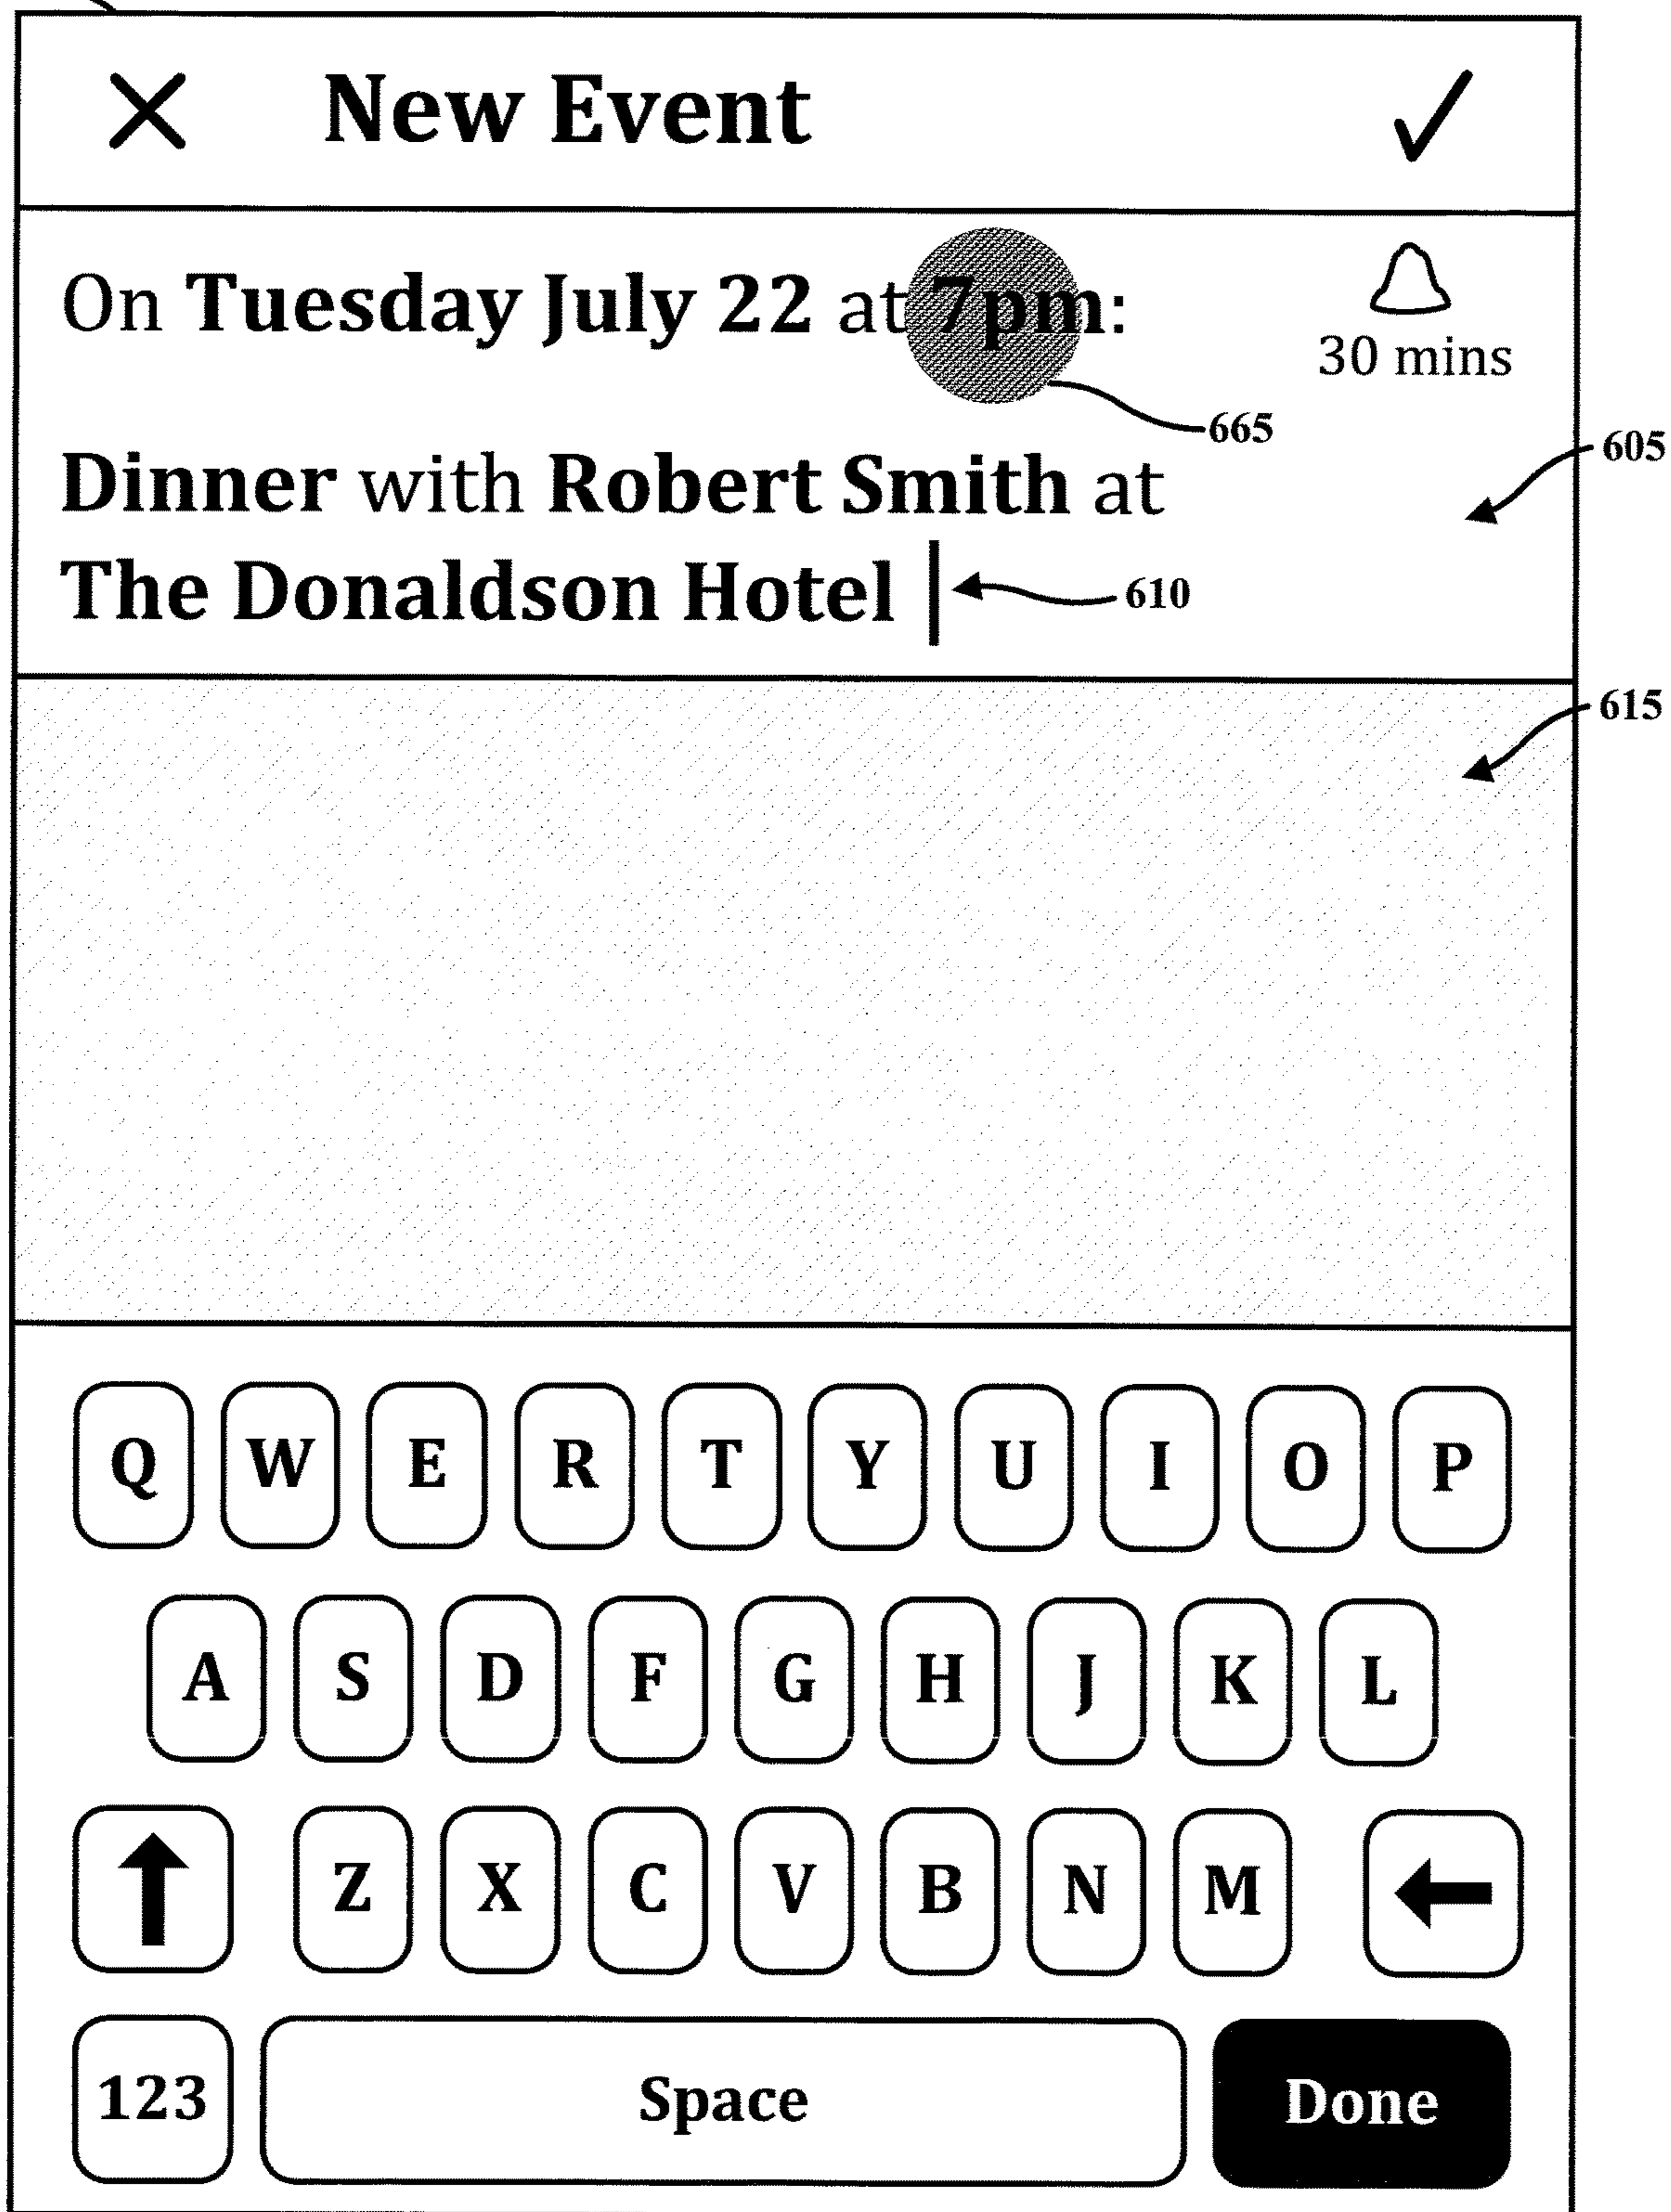 New Event
On Tuesday July 22 at 7pm:
30 mins
665
605
Dinner with Robert Smith at
The Donaldson Hotel
610
615
Q W E R T Y U I O P
A S D F G H J K L
Z X C V B N M
123 Space Done